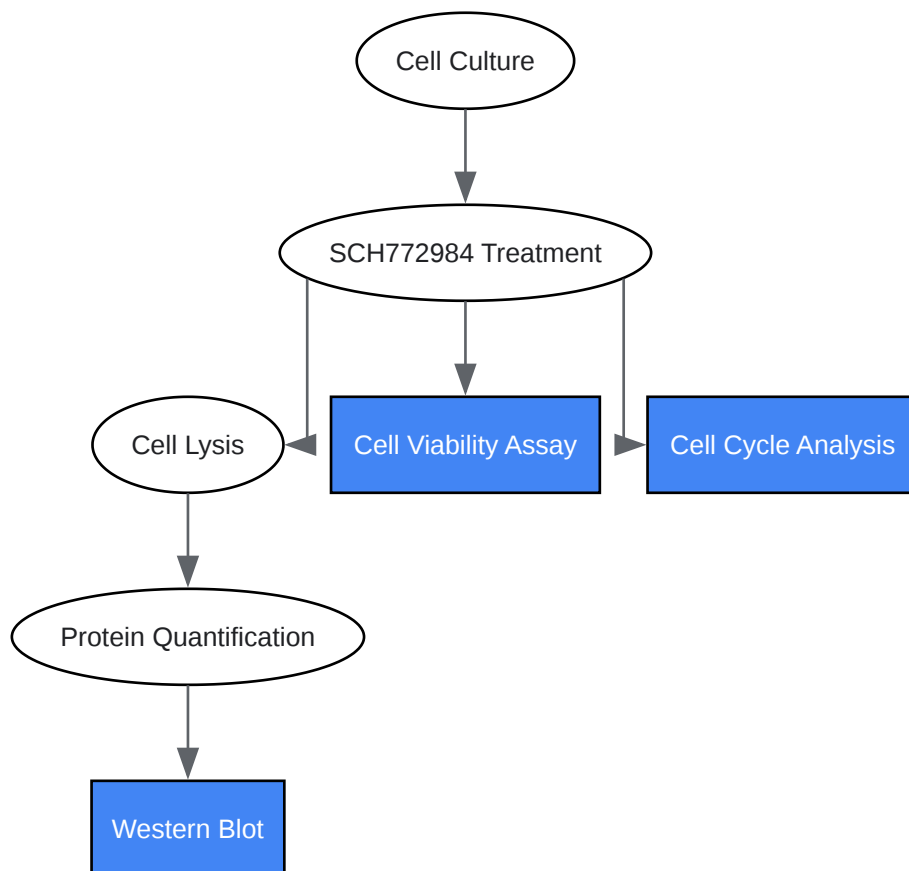 Cell Culture
SCH772984 Treatment
Cell Lysis
Cell Viability Assay
Cell Cycle Analysis
Protein Quantification
Western Blot